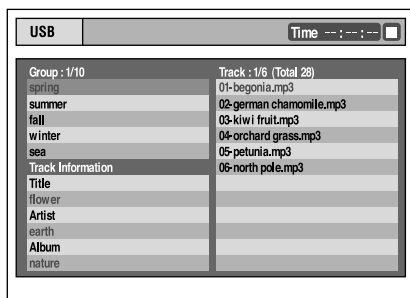 USB
Time --:--:--
Group : 1/10
spring
summer
fall
winter
sea
Track Information
Title
flower
Artist
earth
Album
nature
Track : 1/6 (Total 28)
01-begonia.mp3
02-german chamomile.mp3
03-kiwi fruit.mp3
04-orchard grass.mp3
05-petunia.mp3
06-north pole.mp3